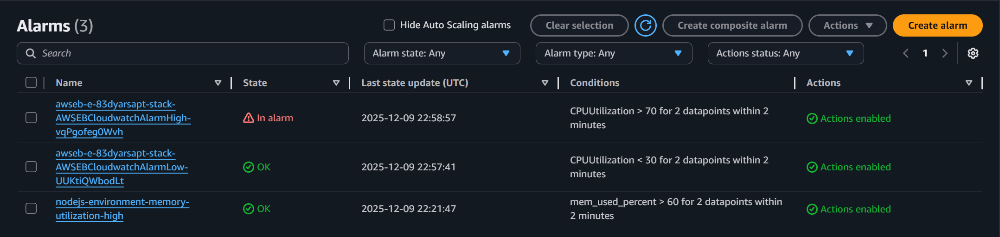 Alarms (3)
Hide Auto Scaling alarms
Clear selection
Create composite alarm
Actions
Create alarm
Search
Alarm state: Any
Alarm type: Any
Actions status: Any
1
Name
State
Last state update (UTC)
Conditions
Actions
awseb-e-83dyarsapt-stack-
AWSEBCloudwatchAlarmHigh-
vqPgofeg0Wvh
In alarm
2025-12-09 22:58:57
CPUUtilization > 70 for 2 datapoints within 2
minutes
Actions enabled
awseb-e-83dyarsapt-stack-
AWSEBCloudwatchAlarmLow-
UUKtiQWbodLt
OK
2025-12-09 22:57:41
CPUUtilization < 30 for 2 datapoints within 2
minutes
Actions enabled
nodejs-environment-memory-
utilization-high
OK
2025-12-09 22:21:47
mem_used_percent > 60 for 2 datapoints within
2 minutes
Actions enabled